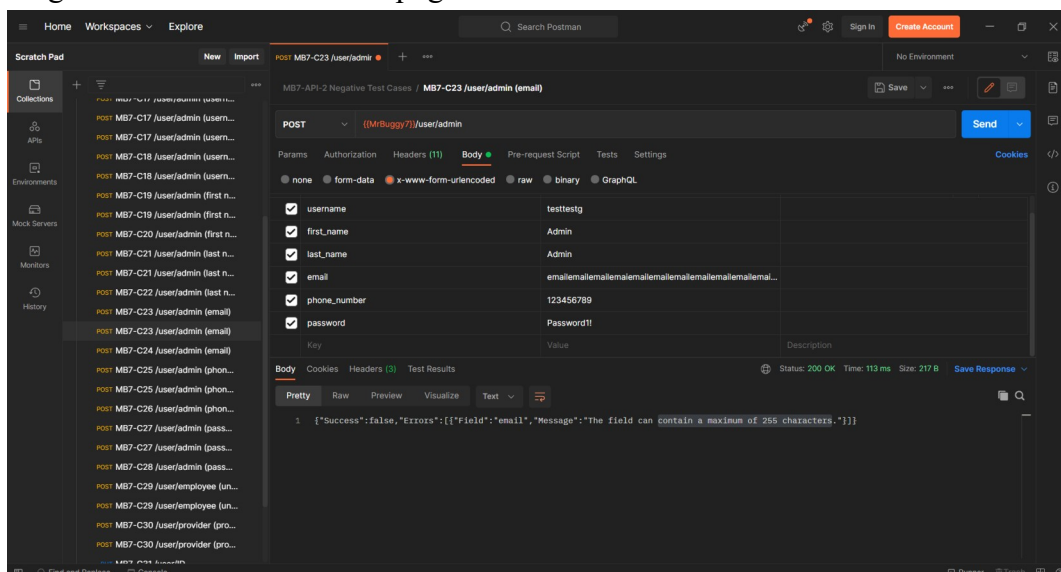 Home Workspaces Explore Search Postman Sign In Create Account
Scratch Pad New Import POST MB7-C23 /user/admir No Environment
MB7-API-2 Negative Test Cases / MB7-C23 /user/admin (email) Save
Collections
APIs
Environments
Mock Servers
Monitors
History
POST MB7-C17 /user/admin (usern...
POST MB7-C17 /user/admin (usern...
POST MB7-C17 /user/admin (usern...
POST MB7-C18 /user/admin (usern...
POST MB7-C18 /user/admin (usern...
POST MB7-C19 /user/admin (first n...
POST MB7-C19 /user/admin (first n...
POST MB7-C20 /user/admin (first n...
POST MB7-C21 /user/admin (last n...
POST MB7-C21 /user/admin (last n...
POST MB7-C22 /user/admin (last n...
POST MB7-C23 /user/admin (email)
POST MB7-C23 /user/admin (email)
POST MB7-C24 /user/admin (email)
POST MB7-C25 /user/admin (phon...
POST MB7-C25 /user/admin (phon...
POST MB7-C26 /user/admin (phon...
POST MB7-C27 /user/admin (pass...
POST MB7-C27 /user/admin (pass...
POST MB7-C28 /user/admin (pass...
POST MB7-C29 /user/employee (un...
POST MB7-C29 /user/employee (un...
POST MB7-C30 /user/provider (pro...
POST MB7-C30 /user/provider (pro...
POST {{MrBuggy7}}/user/admin Send
Params Authorization Headers (11) Body Pre-request Script Tests Settings Cookies
none form-data x-www-form-urlencoded raw binary GraphQL
username testtestg
first_name Admin
last_name Admin
email
phone_number 123456789
password Password1!
Key Value Description
Body Cookies Headers (3) Test Results Status: 200 OK Time: 113 ms Size: 217 B Save Response
Pretty Raw Preview Visualize Text
1 {"Success":false,"Errors":[{"Field":"email","Message":"The field can contain a maximum of 255 characters."}]}
Find and Replace Console Runner Trash